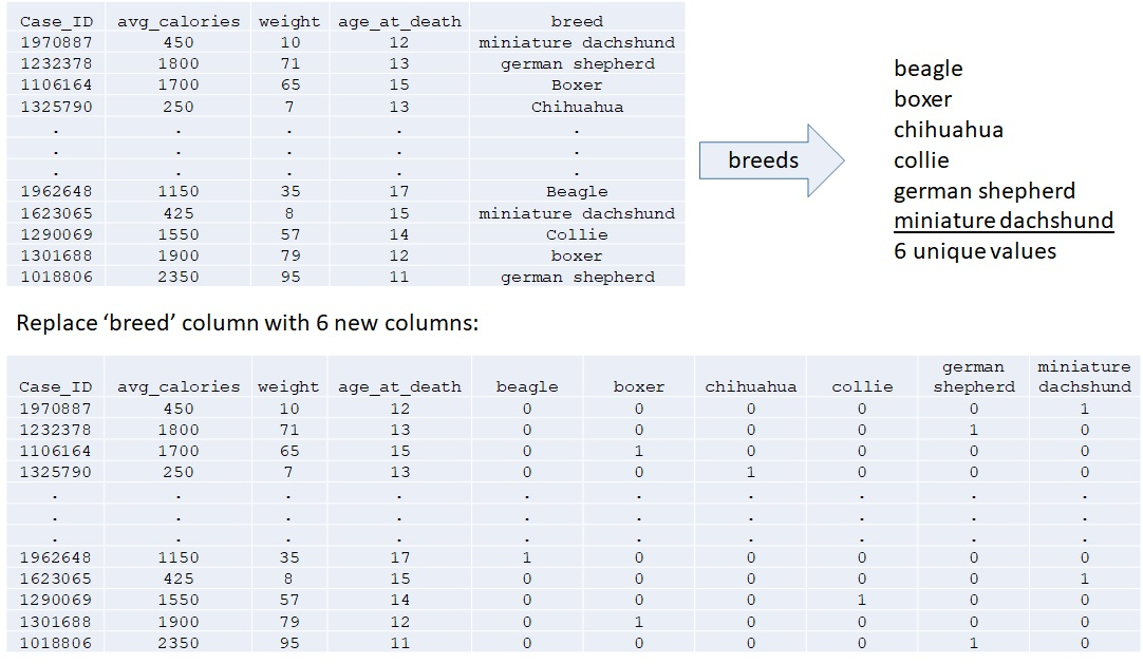 Case_ID avg_calories weight age_at_death breed
1970887 450 10 12 miniature dachshund
1232378 1800 71 13 german shepherd
1106164 1700 65 15 Boxer
1325790 250 7 13 Chihuahua
. . . . .
. . . . .
. . . . .
1962648 1150 35 17 Beagle
1623065 425 8 15 miniature dachshund
1290069 1550 57 14 Collie
1301688 1900 79 12 boxer
1018806 2350 95 11 german shepherd
breeds
beagle
boxer
chihuahua
collie
german shepherd
miniature dachshund
6 unique values
Replace ‘breed’ column with 6 new columns:
Case_ID avg_calories weight age_at_death beagle boxer chihuahua collie german shepherd miniature dachshund
1970887 450 10 12 0 0 0 0 0 1
1232378 1800 71 13 0 0 0 0 1 0
1106164 1700 65 15 0 1 0 0 0 0
1325790 250 7 13 0 0 1 0 0 0
. . . . . . . . . .
. . . . . . . . . .
. . . . . . . . . .
1962648 1150 35 17 1 0 0 0 0 0
1623065 425 8 15 0 0 0 0 0 1
1290069 1550 57 14 0 0 0 1 0 0
1301688 1900 79 12 0 1 0 0 0 0
1018806 2350 95 11 0 0 0 0 1 0